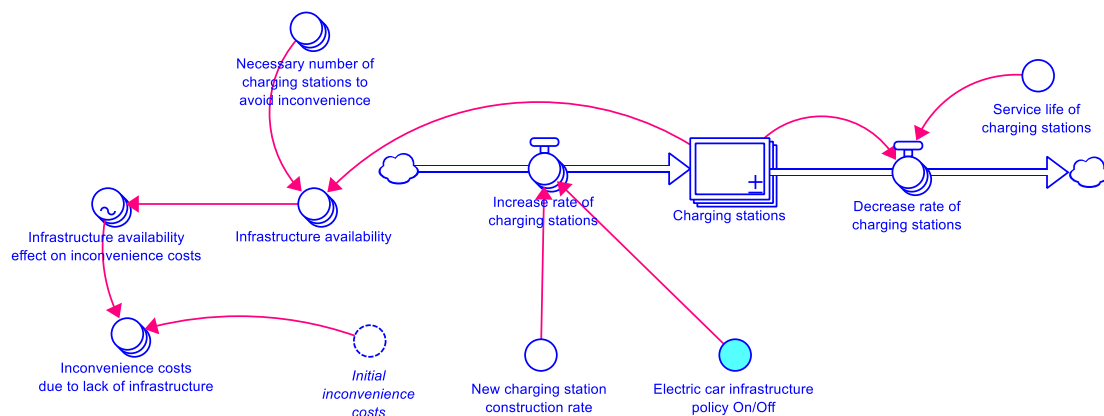 Necessary number of
charging stations to
avoid inconvenience
Service life of
charging stations
Increase rate of
charging stations
Charging stations
Decrease rate of
charging stations
Infrastructure availability
effect on inconvenience costs
Infrastructure availability
Inconvenience costs
due to lack of infrastructure
Initial
inconvenience
costs
New charging station
construction rate
Electric car infrastructure
policy On/Off